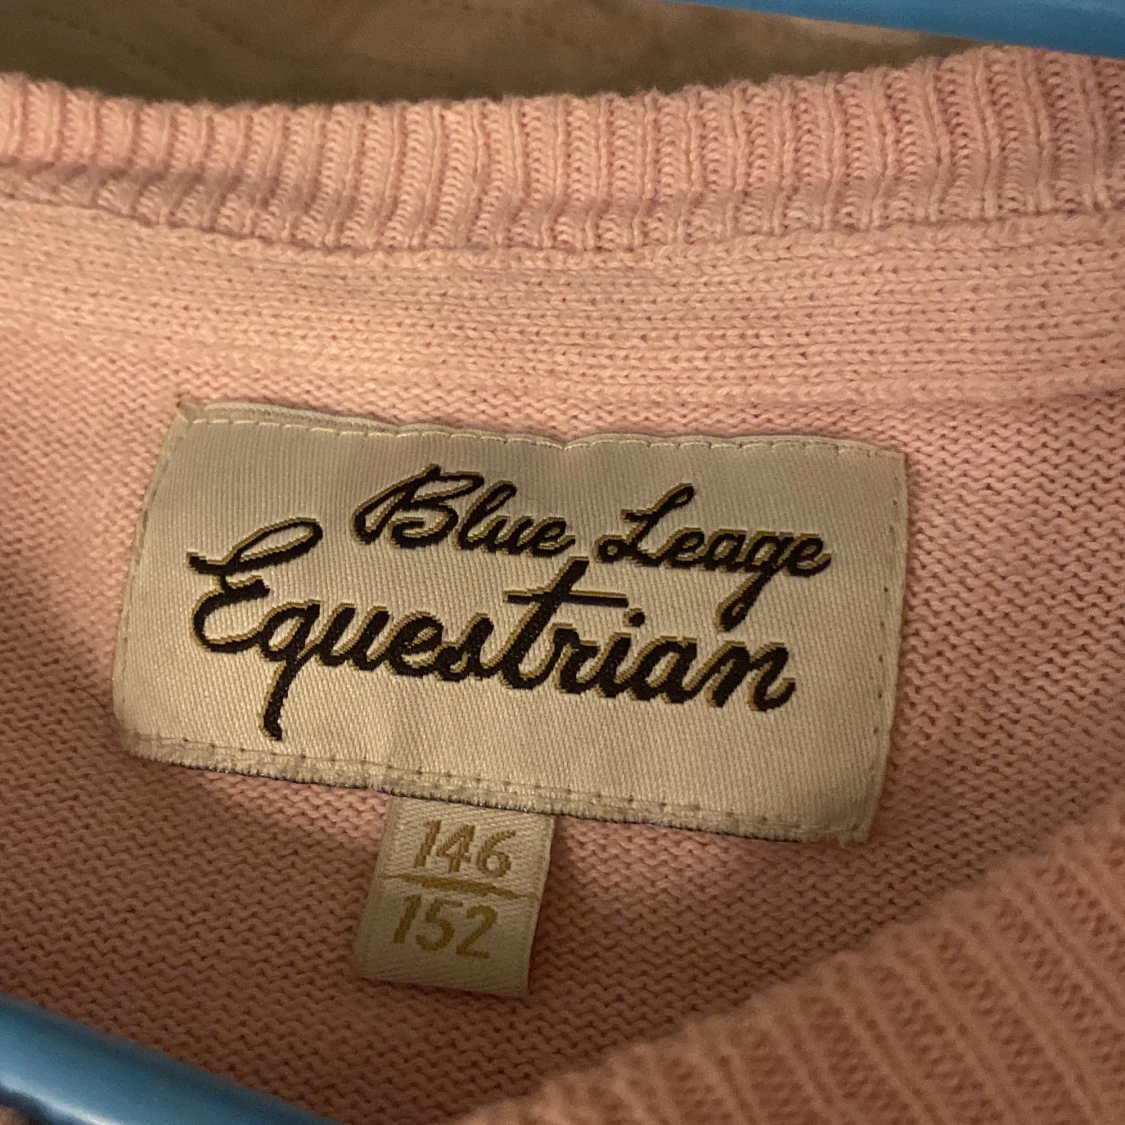 Blue Leage
Equestrian
146
152